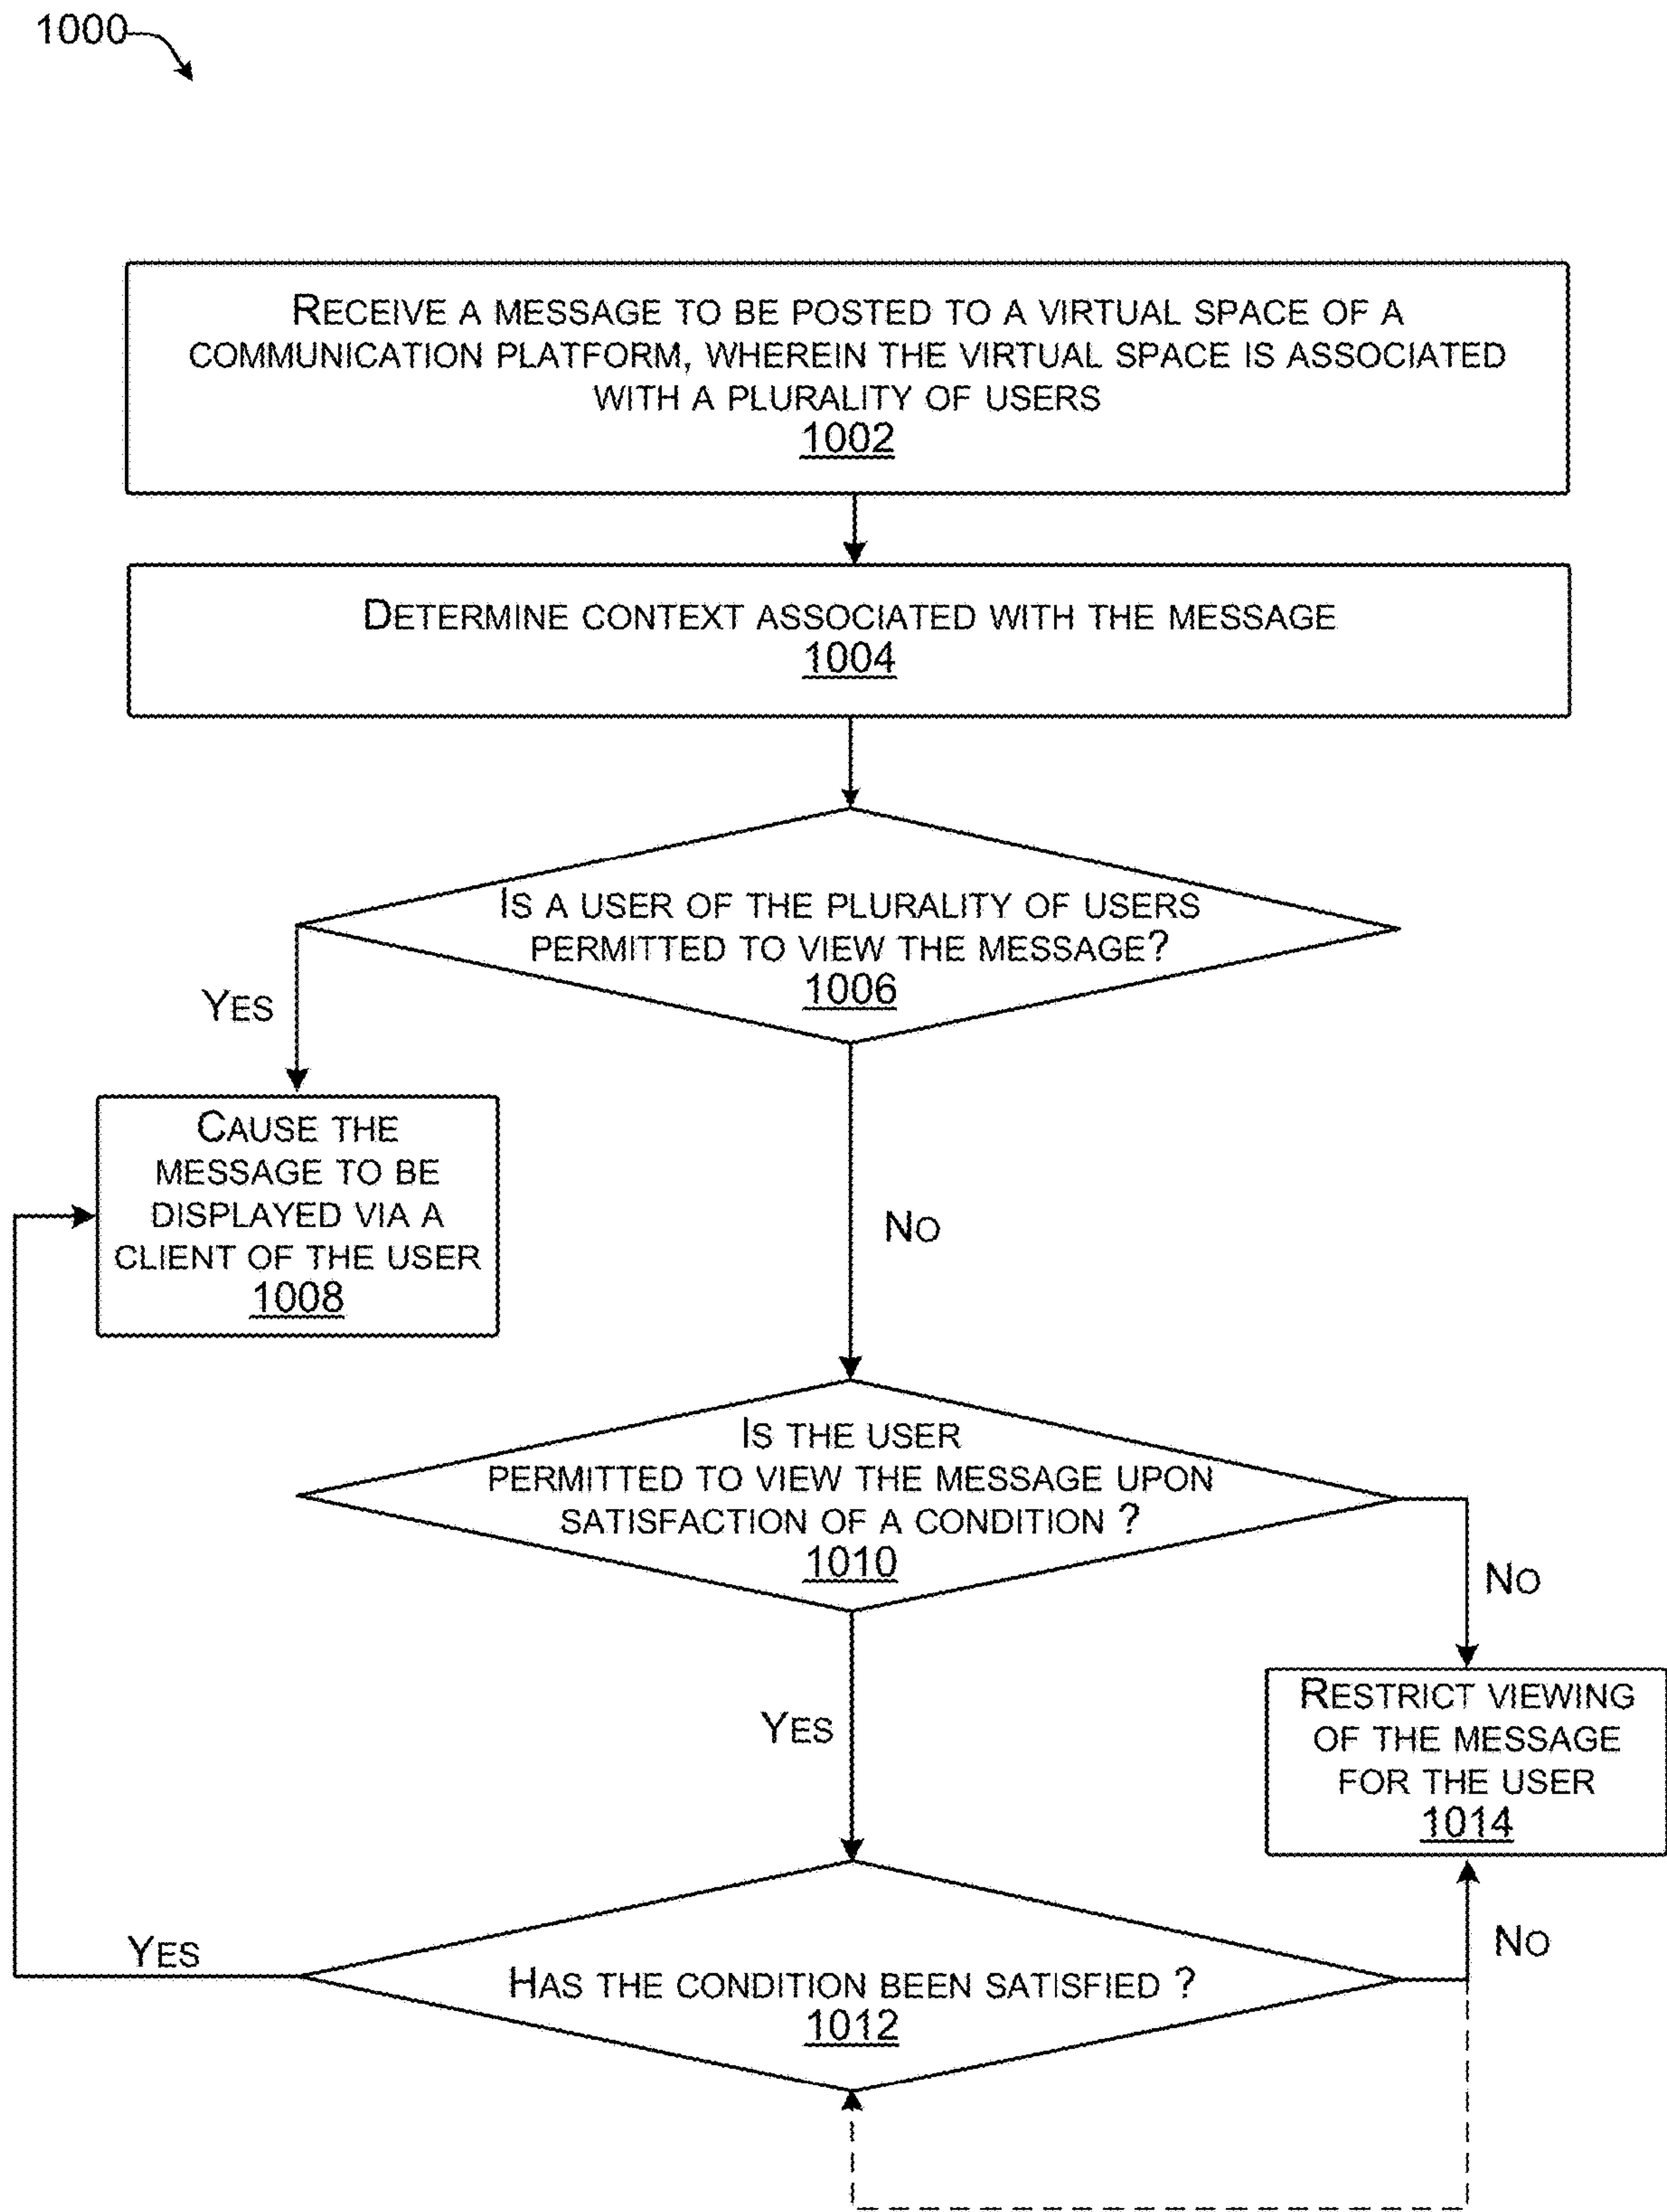 1000
RECEIVE A MESSAGE TO BE POSTED TO A VIRTUAL SPACE OF A
COMMUNICATION PLATFORM, WHEREIN THE VIRTUAL SPACE IS ASSOCIATED
WITH A PLURALITY OF USERS
1002
DETERMINE CONTEXT ASSOCIATED WITH THE MESSAGE
1004
IS A USER OF THE PLURALITY OF USERS
PERMITTED TO VIEW THE MESSAGE?
1006
YES
CAUSE THE
MESSAGE TO BE
DISPLAYED VIA A
CLIENT OF THE USER
1008
NO
IS THE USER
PERMITTED TO VIEW THE MESSAGE UPON
SATISFACTION OF A CONDITION ?
1010
NO
YES
RESTRICT VIEWING
OF THE MESSAGE
FOR THE USER
1014
YES
NO
HAS THE CONDITION BEEN SATISFIED ?
1012